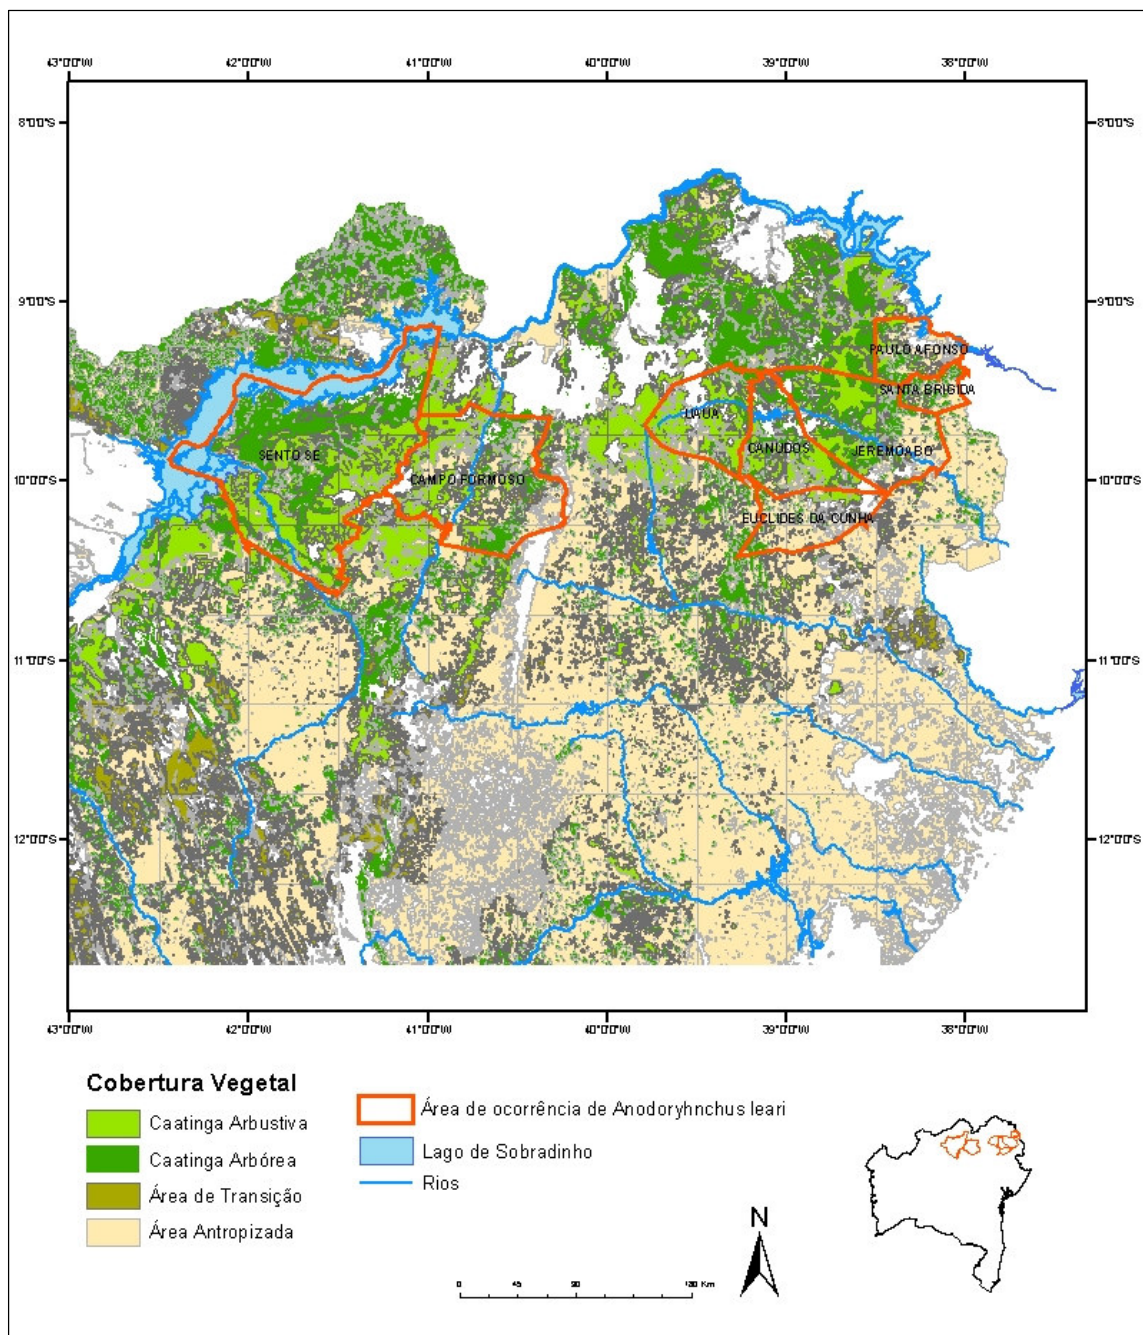 43°00'W 42°00'W 41°00'W 40°00'W 39°00'W 38°00'W
8°00'S 8°00'S
9°00'S 9°00'S
PAULO AFONSO
SANTA BRIGIDA
UAUA
CANUDOS
JEREMOABO
SENTO SE
CAMPO FORMOSO
10°00'S 10°00'S
EUCLIDES DA CUNHA
11°00'S 11°00'S
12°00'S 12°00'S
43°00'W 42°00'W 41°00'W 40°00'W 39°00'W 38°00'W
Cobertura Vegetal
Caatinga Arbustiva
Caatinga Arbórea
Área de Transição
Área Antropizada
Área de ocorrência de Anodoryhnchus leari
Lago de Sobradinho
Rios
N
0 45 90 180 Km